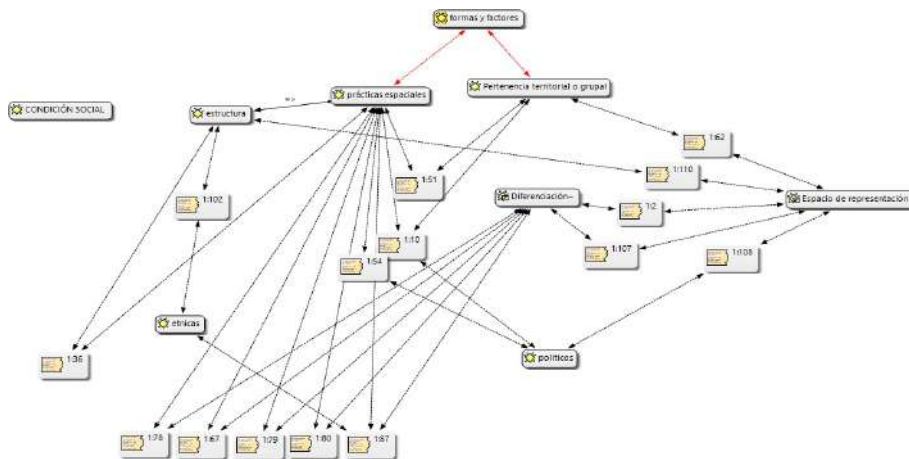 formas y factores
prácticas espaciales
Pertenencia territorial o grupal
CONDICIÓN SOCIAL
estructura
1:62
1:110
1:51
Diferenciación~
Espacio de representación
1:102
1:2
1:10
1:107
1:108
1:54
etnicas
políticos
1:36
1:78
1:67
1:79
1:80
1:87